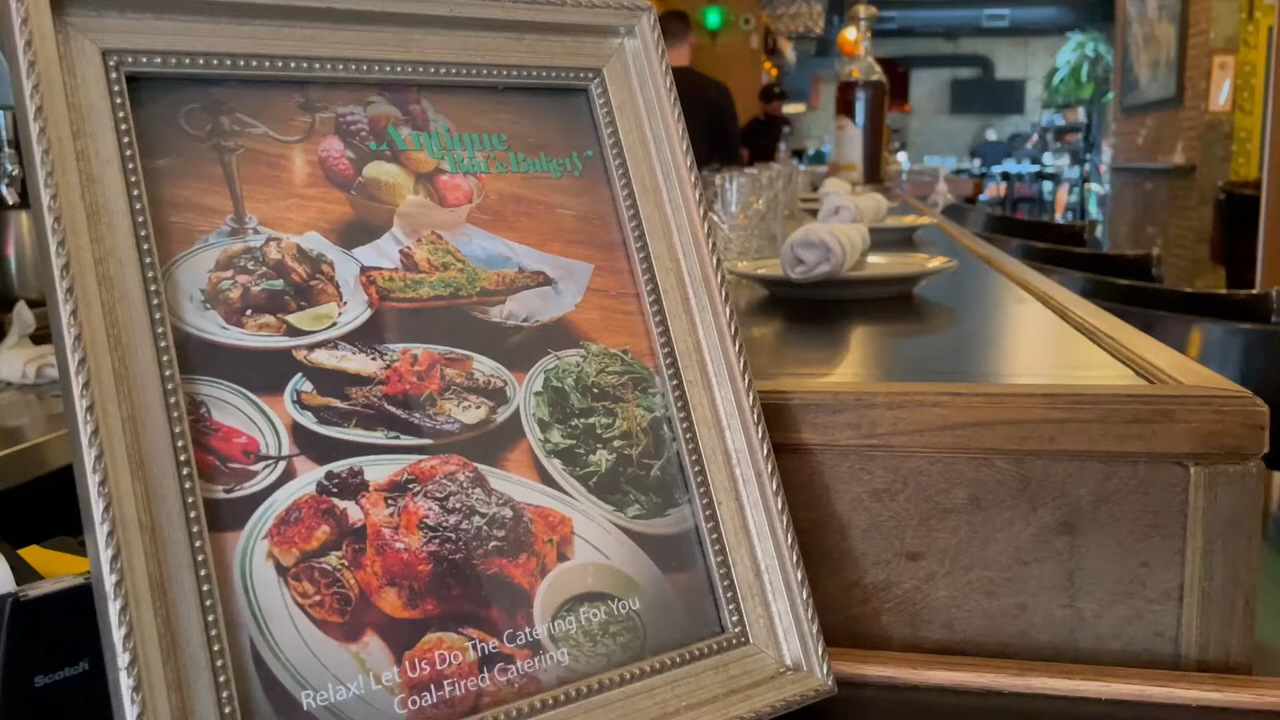 Antique
Bar & Bakery
Relax! Let Us Do The Catering For You
Coal-Fired Catering
Scotch